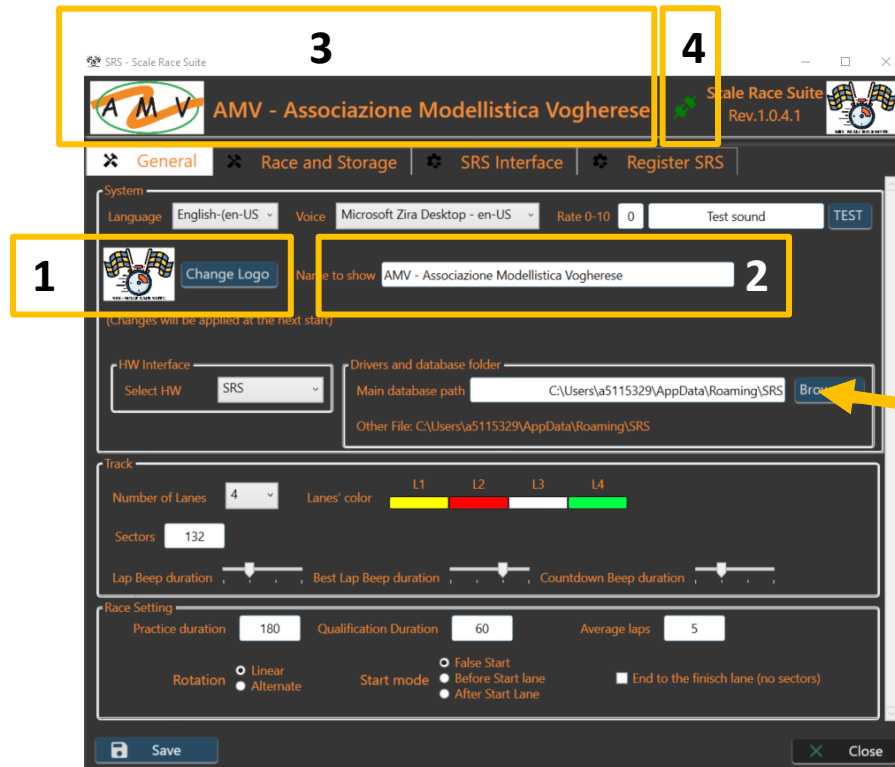 3
4
SRS - Scale Race Suite
AMV
AMV - Associazione Modellistica Vogherese
Scale Race Suite
Rev.1.0.4.1
General
Race and Storage
SRS Interface
Register SRS
System
Language English-(en-US Voice Microsoft Zira Desktop - en-US Rate 0-10 0 Test sound TEST
1
Change Logo
Name to show AMV - Associazione Modellistica Vogherese
2
(Changes will be applied at the next start)
HW Interface
Select HW SRS
Drivers and database folder
Main database path C:\Users\a5115329\AppData\Roaming\SRS
Other File: C:\Users\a5115329\AppData\Roaming\SRS
Track
Number of Lanes 4 Lanes' color L1 L2 L3 L4
Sectors 132
Lap Beep duration Best Lap Beep duration Countdown Beep duration
Race Setting
Practice duration 180 Qualification Duration 60 Average laps 5
Rotation Linear
Alternate
Start mode False Start
Before Start lane
After Start Lane
End to the finisch lane (no sectors)
Save
Close